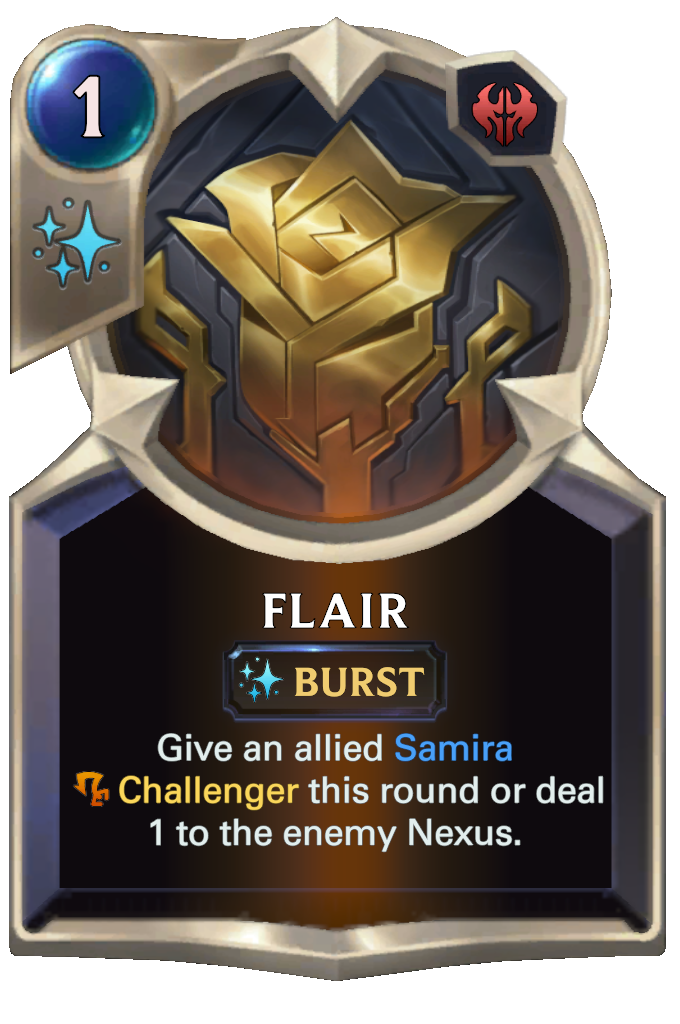 1
FLAIR
BURST
Give an allied Samira
Challenger this round or deal
1 to the enemy Nexus.